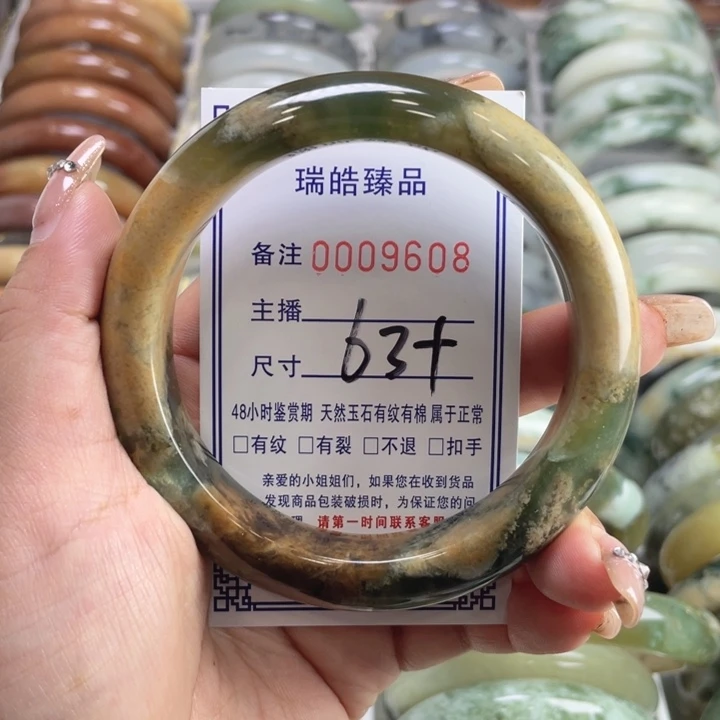 瑞皓臻品
备注 0009608
主播
尺寸 63+
48小时鉴赏期 天然玉石有纹有棉属于正常
□有纹 □有裂 □不退 □扣手
亲爱的小姐姐们，如果您在收到货品
发现商品包装破损时，为保证您的问
理，请第一时间联系客服